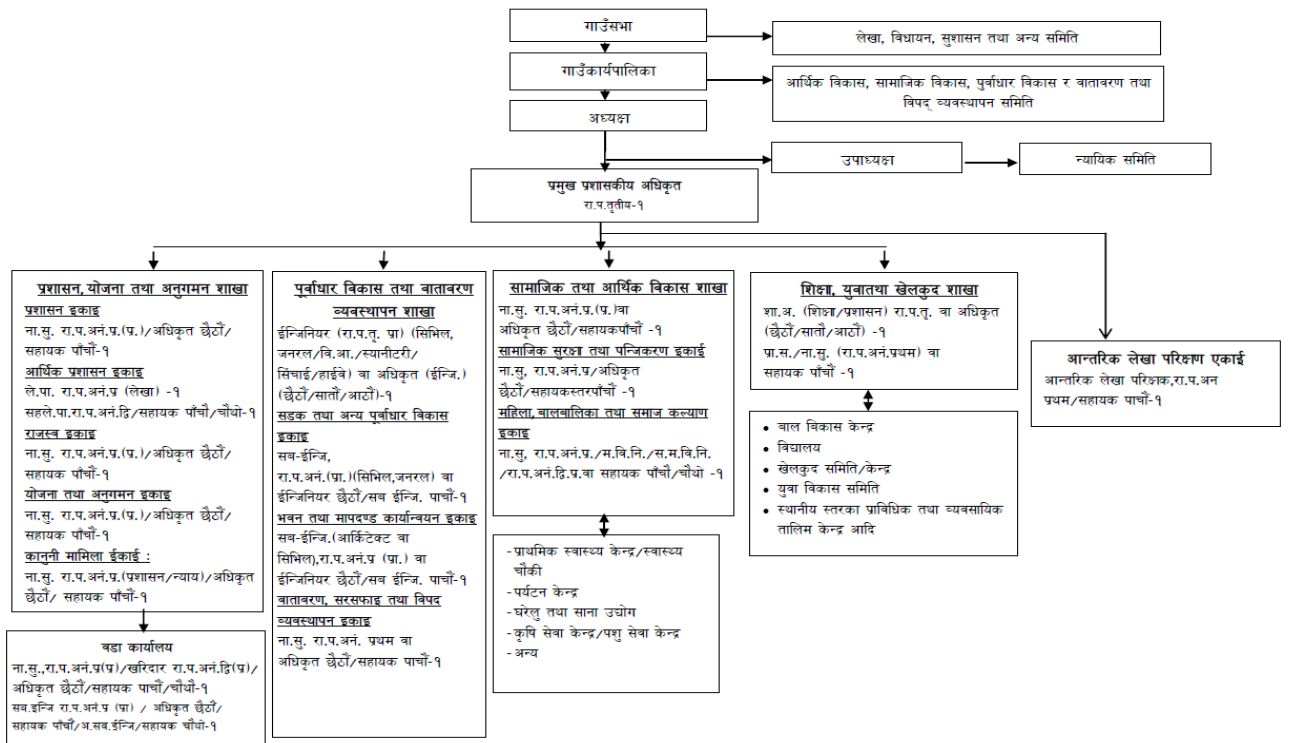 गाउँसभा
लेखा, विधायन, सुशासन तथा अन्य समिति
गाउँकार्यपालिका
आर्थिक विकास, सामाजिक विकास, पुर्वाधार विकास र वातावरण तथा
विपद् व्यवस्थापन समिति
अध्यक्ष
उपाध्यक्ष
न्यायिक समिति
प्रमुख प्रशासकीय अधिकृत
रा.प.तृतीय-१
प्रशासन,योजना तथा अनुगमन शाखा
प्रशासन इकाइ
ना.सु. रा.प.अनं.प्र.(प्र.)/अधिकृत छैठौं/
सहायक पाँचौं-१
आर्थिक प्रशासन इकाइ
ले.पा. रा.प.अनं.प्र (लेखा) -१
सहले.पा.रा.प.अनं.द्वि/सहायक पाँचौ/चौथो-१
राजस्व इकाइ
ना.सु. रा.प.अनं.प्र.(प्र.)/अधिकृत छैठौं/
सहायक पाँचौं-१
योजना तथा अनुगमन इकाइ
ना.सु. रा.प.अनं.प्र.(प्र.)/अधिकृत छैठौं/
सहायक पाँचौं-१
कानुनी मामिला ईकाई :
ना.सु. रा.प.अनं.प्र.(प्रशासन/न्याय)/अधिकृत
छैठौं/ सहायक पाँचौं-१
वडा कार्यालय
ना.सु.,रा.प.अनं.प्र(प्र)/खरिदार रा.प.अनं.द्वि(प्र)/
अधिकृत छैठौं/सहायक पाचौं/चौथौ-१
सब.इन्जि रा.प.अनं.प्र (प्रा) / अधिकृत छैठौं/
सहायक पाँचौं/अ.सब.ईन्जि/सहायक चौथो-१
पूर्वाधार विकास तथा वातावरण
व्यवस्थापन शाखा
ईन्जिनियर (रा.प.तृ. प्रा) (सिभिल,
जनरल/वि.आ./स्यानीटरी/
सिंचाई/हाईवे) वा अधिकृत (ईन्जि.)
(छैठौं/सातौं/आठौं)-१
सडक तथा अन्य पूर्वाधार विकास
इकाइ
सब-ईन्जि,
रा.प.अनं.(प्रा.)(सिभिल,जनरल) वा
ईन्जिनियर छैठौं/सब ईन्जि. पाचौं-१
भवन तथा मापदण्ड कार्यान्वयन इकाइ
सब-ईन्जि.(आर्किटेक्ट वा
सिभिल),रा.प.अनं.प्र (प्रा.) वा
ईन्जिनियर छैठौं/सब ईन्जि. पाचौं-१
वातावरण, सरसफाइ तथा विपद
व्यवस्थापन इकाइ
ना.सु. रा.प.अनं. प्रथम वा
अधिकृत छैठौं/सहायक पाचौं-१
सामाजिक तथा आर्थिक विकास शाखा
ना.सु. रा.प.अनं.प्र.(प्र.)वा
अधिकृत छैठौं/सहायकपाँचौं -१
सामाजिक सुरक्षा तथा पन्जिकरण इकाई
ना.सु, रा.प.अनं.प्र/अधिकृत
छैठौं/सहायकस्तरपाँचौं -१
महिला,बालबालिका तथा समाज कल्याण
इकाइ
ना.सु, रा.प.अनं.प्र./म.वि.नि./स.म.वि.नि.
/रा.प.अनं.द्वि.प्र.वा सहायक पाँचौ/चौथो -१
-प्राथमिक स्वास्थ्य केन्द्र/स्वास्थ्य
चौकी
-पर्यटन केन्द्र
-घरेलु तथा साना उद्योग
-कृषि सेवा केन्द्र/पशु सेवा केन्द्र
-अन्य
शिक्षा, युवातथा खेलकुद शाखा
शा.अ. (शिक्षा/प्रशासन) रा.प.तृ. वा अधिकृत
(छैठौं/सातौ/आठौं) -१
प्रा.स./ना.सु. (रा.प.अनं.प्रथम) वा
सहायक पाँचौं -१
• बाल विकास केन्द्र
• विद्यालय
• खेलकुद समिति/केन्द्र
• युवा विकास समिति
• स्थानीय स्तरका प्राविधिक तथा व्यवसायिक
तालिम केन्द्र आदि
आन्तरिक लेखा परिक्षण एकाई
आन्तरिक लेखा परिक्षक,रा.प.अन
प्रथम/सहायक पाचौं-१